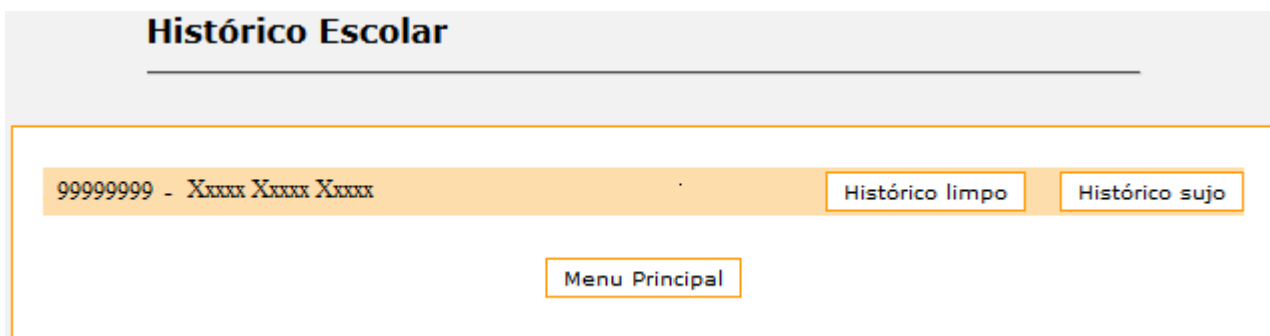 Histórico Escolar
99999999 - Xxxxx Xxxxx Xxxxx Histórico limpo Histórico sujo
Menu Principal